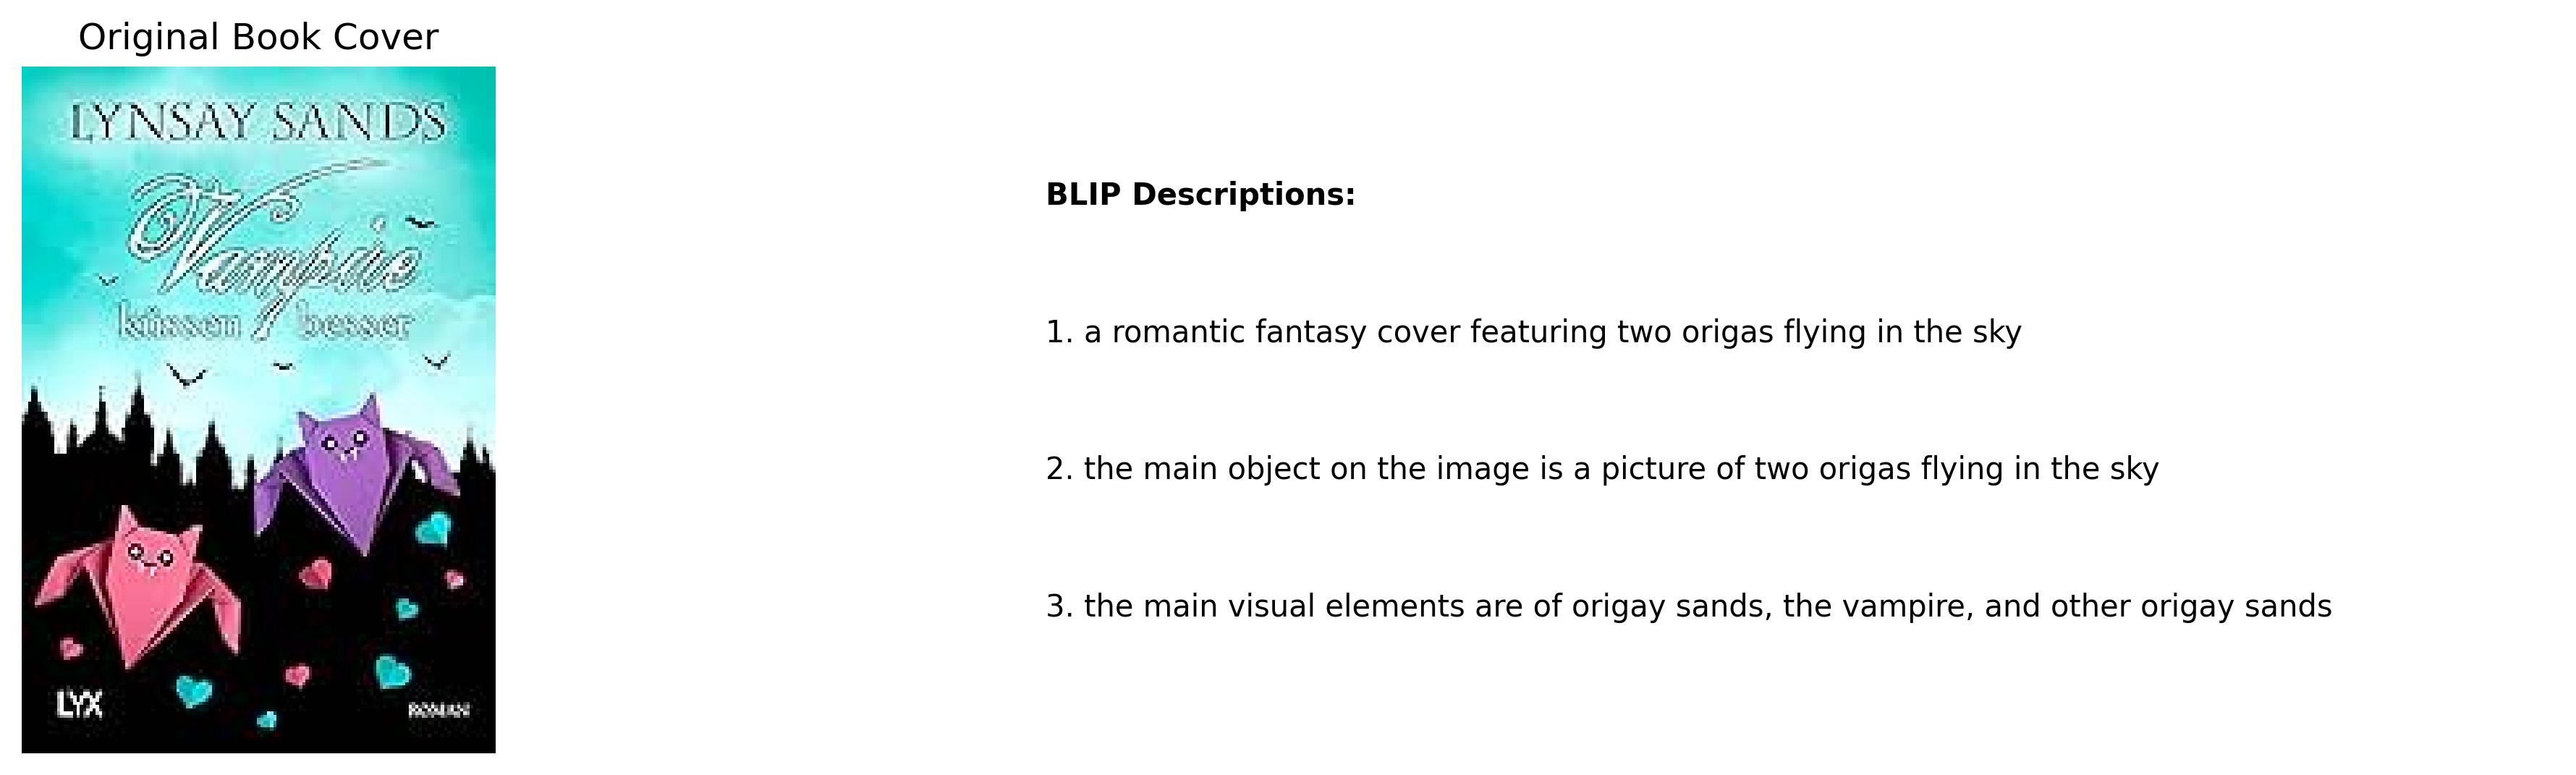 Original Book Cover
LYNSAY SANDS
Vampire
küssen besser
LYX
ROMAN
BLIP Descriptions:
1. a romantic fantasy cover featuring two origas flying in the sky
2. the main object on the image is a picture of two origas flying in the sky
3. the main visual elements are of origay sands, the vampire, and other origay sands